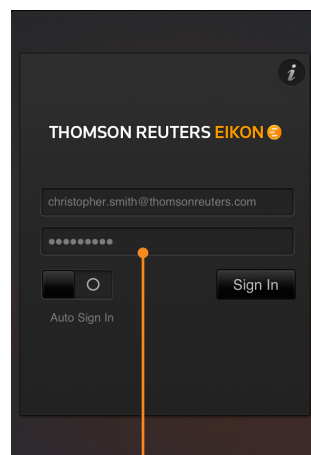 i
THOMSON REUTERS EIKON
christopher.smith@thomsonreuters.com
●●●●●●●●●
Sign In
Auto Sign In